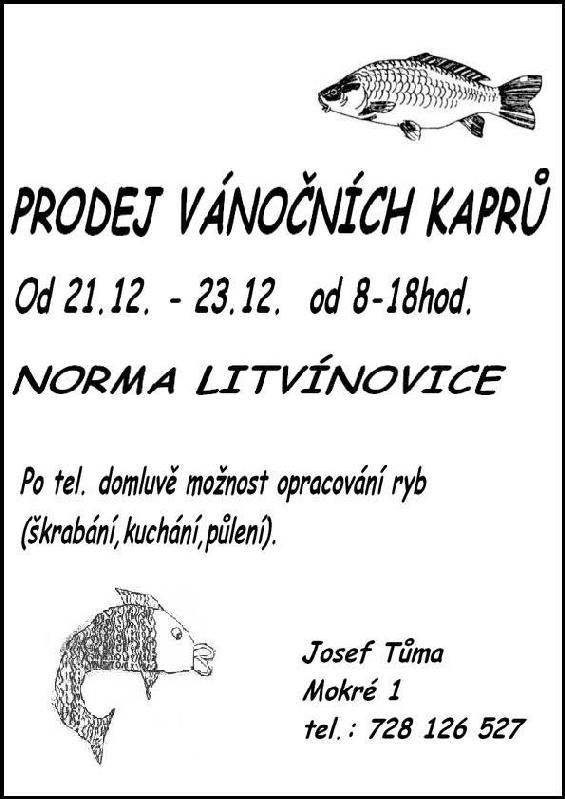 PRODEJ VÁNOČNÍCH KAPRŮ
Od 21.12. - 23.12. od 8-18hod.
NORMA LITVÍNOVICE
Po tel. domluvě možnost opracování ryb
(škrabání,kuchání,půlení).
Josef Tůma
Mokré 1
tel.: 728 126 527